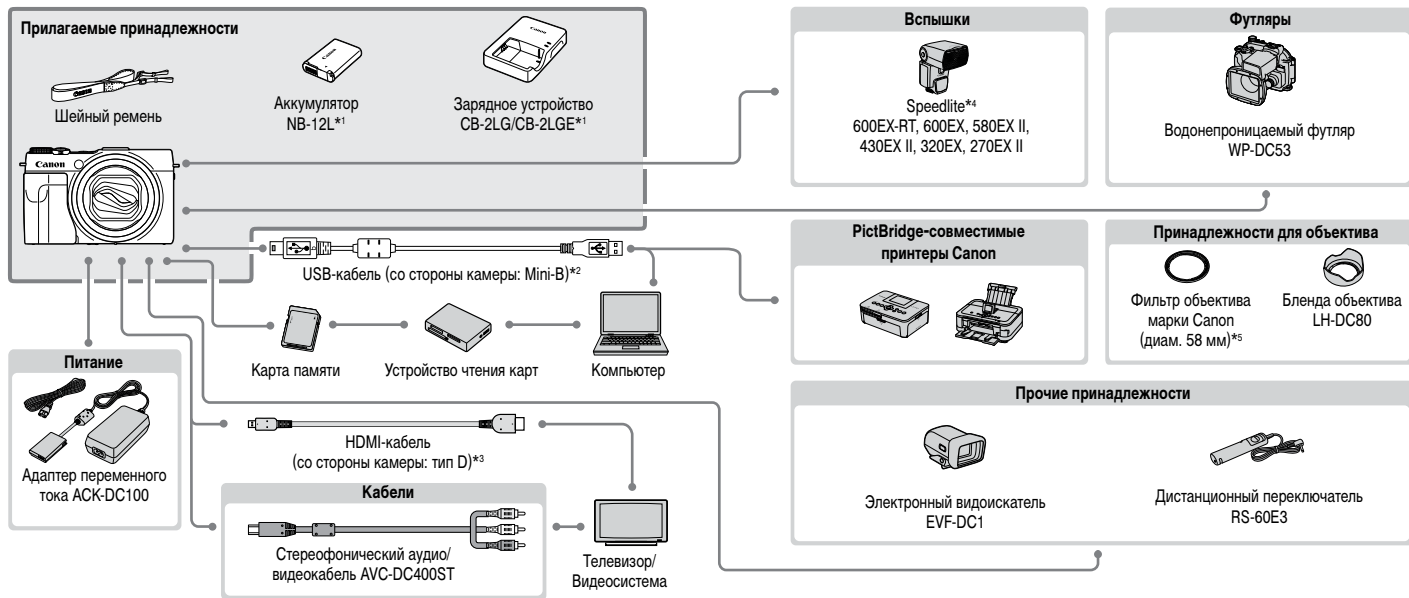 Прилагаемые принадлежности
Canon
Шейный ремень
Аккумулятор
NB-12L*1
Canon
Зарядное устройство
CB-2LG/CB-2LGE*1
Canon
Вспышки
Speedlite*4
600EX-RT, 600EX, 580EX II,
430EX II, 320EX, 270EX II
Футляры
Водонепроницаемый футляр
WP-DC53
USB-кабель (со стороны камеры: Mini-B)*2
PictBridge-совместимые
принтеры Canon
Принадлежности для объектива
Фильтр объектива
марки Canon
(диам. 58 мм)*5
Бленда объектива
LH-DC80
Карта памяти
Устройство чтения карт
Компьютер
Питание
Адаптер переменного
тока ACK-DC100
HDMI-кабель
(со стороны камеры: тип D)*3
Кабели
Стереофонический аудио/
видеокабель AVC-DC400ST
Телевизор/
Видеосистема
Прочие принадлежности
Электронный видоискатель
EVF-DC1
Дистанционный переключатель
RS-60E3